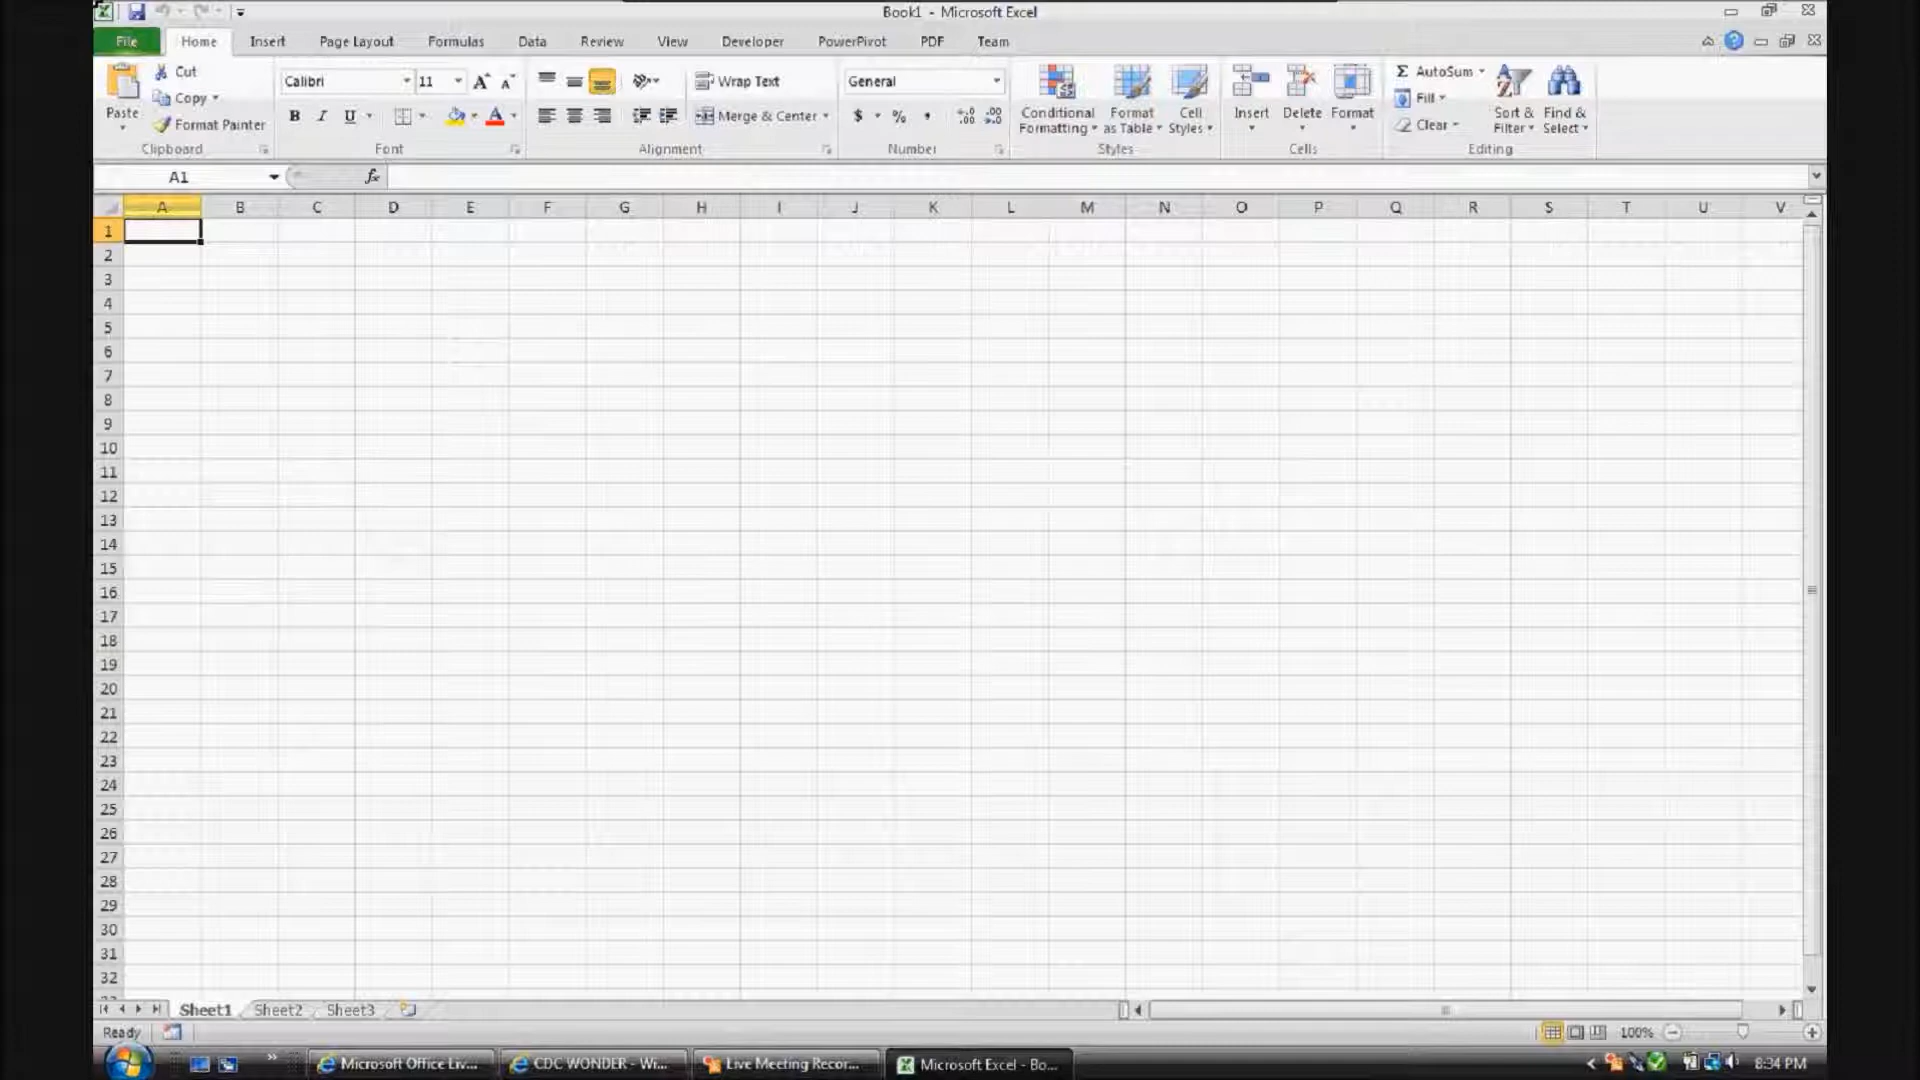 Book1 - Microsoft Excel
File Home Insert Page Layout Formulas Data Review View Developer PowerPivot PDF Team
Paste
Cut
Copy
Format Painter
Clipboard
Calibri 11
B I U
Font
Wrap Text
Merge & Center
Alignment
General
$ % ,
Number
Conditional Formatting
Format as Table
Cell Styles
Styles
Insert Delete Format
Cells
Σ AutoSum
Fill
Clear
Sort & Filter
Find & Select
Editing
A1 fx
A B C D E F G H I J K L M N O P Q R S T U V
1
2
3
4
5
6
7
8
9
10
11
12
13
14
15
16
17
18
19
20
21
22
23
24
25
26
27
28
29
30
31
32
Sheet1 Sheet2 Sheet3
Ready 100%
Microsoft Office Liv... CDC WONDER - Wi... Live Meeting Recor... Microsoft Excel - Bo... 8:34 PM